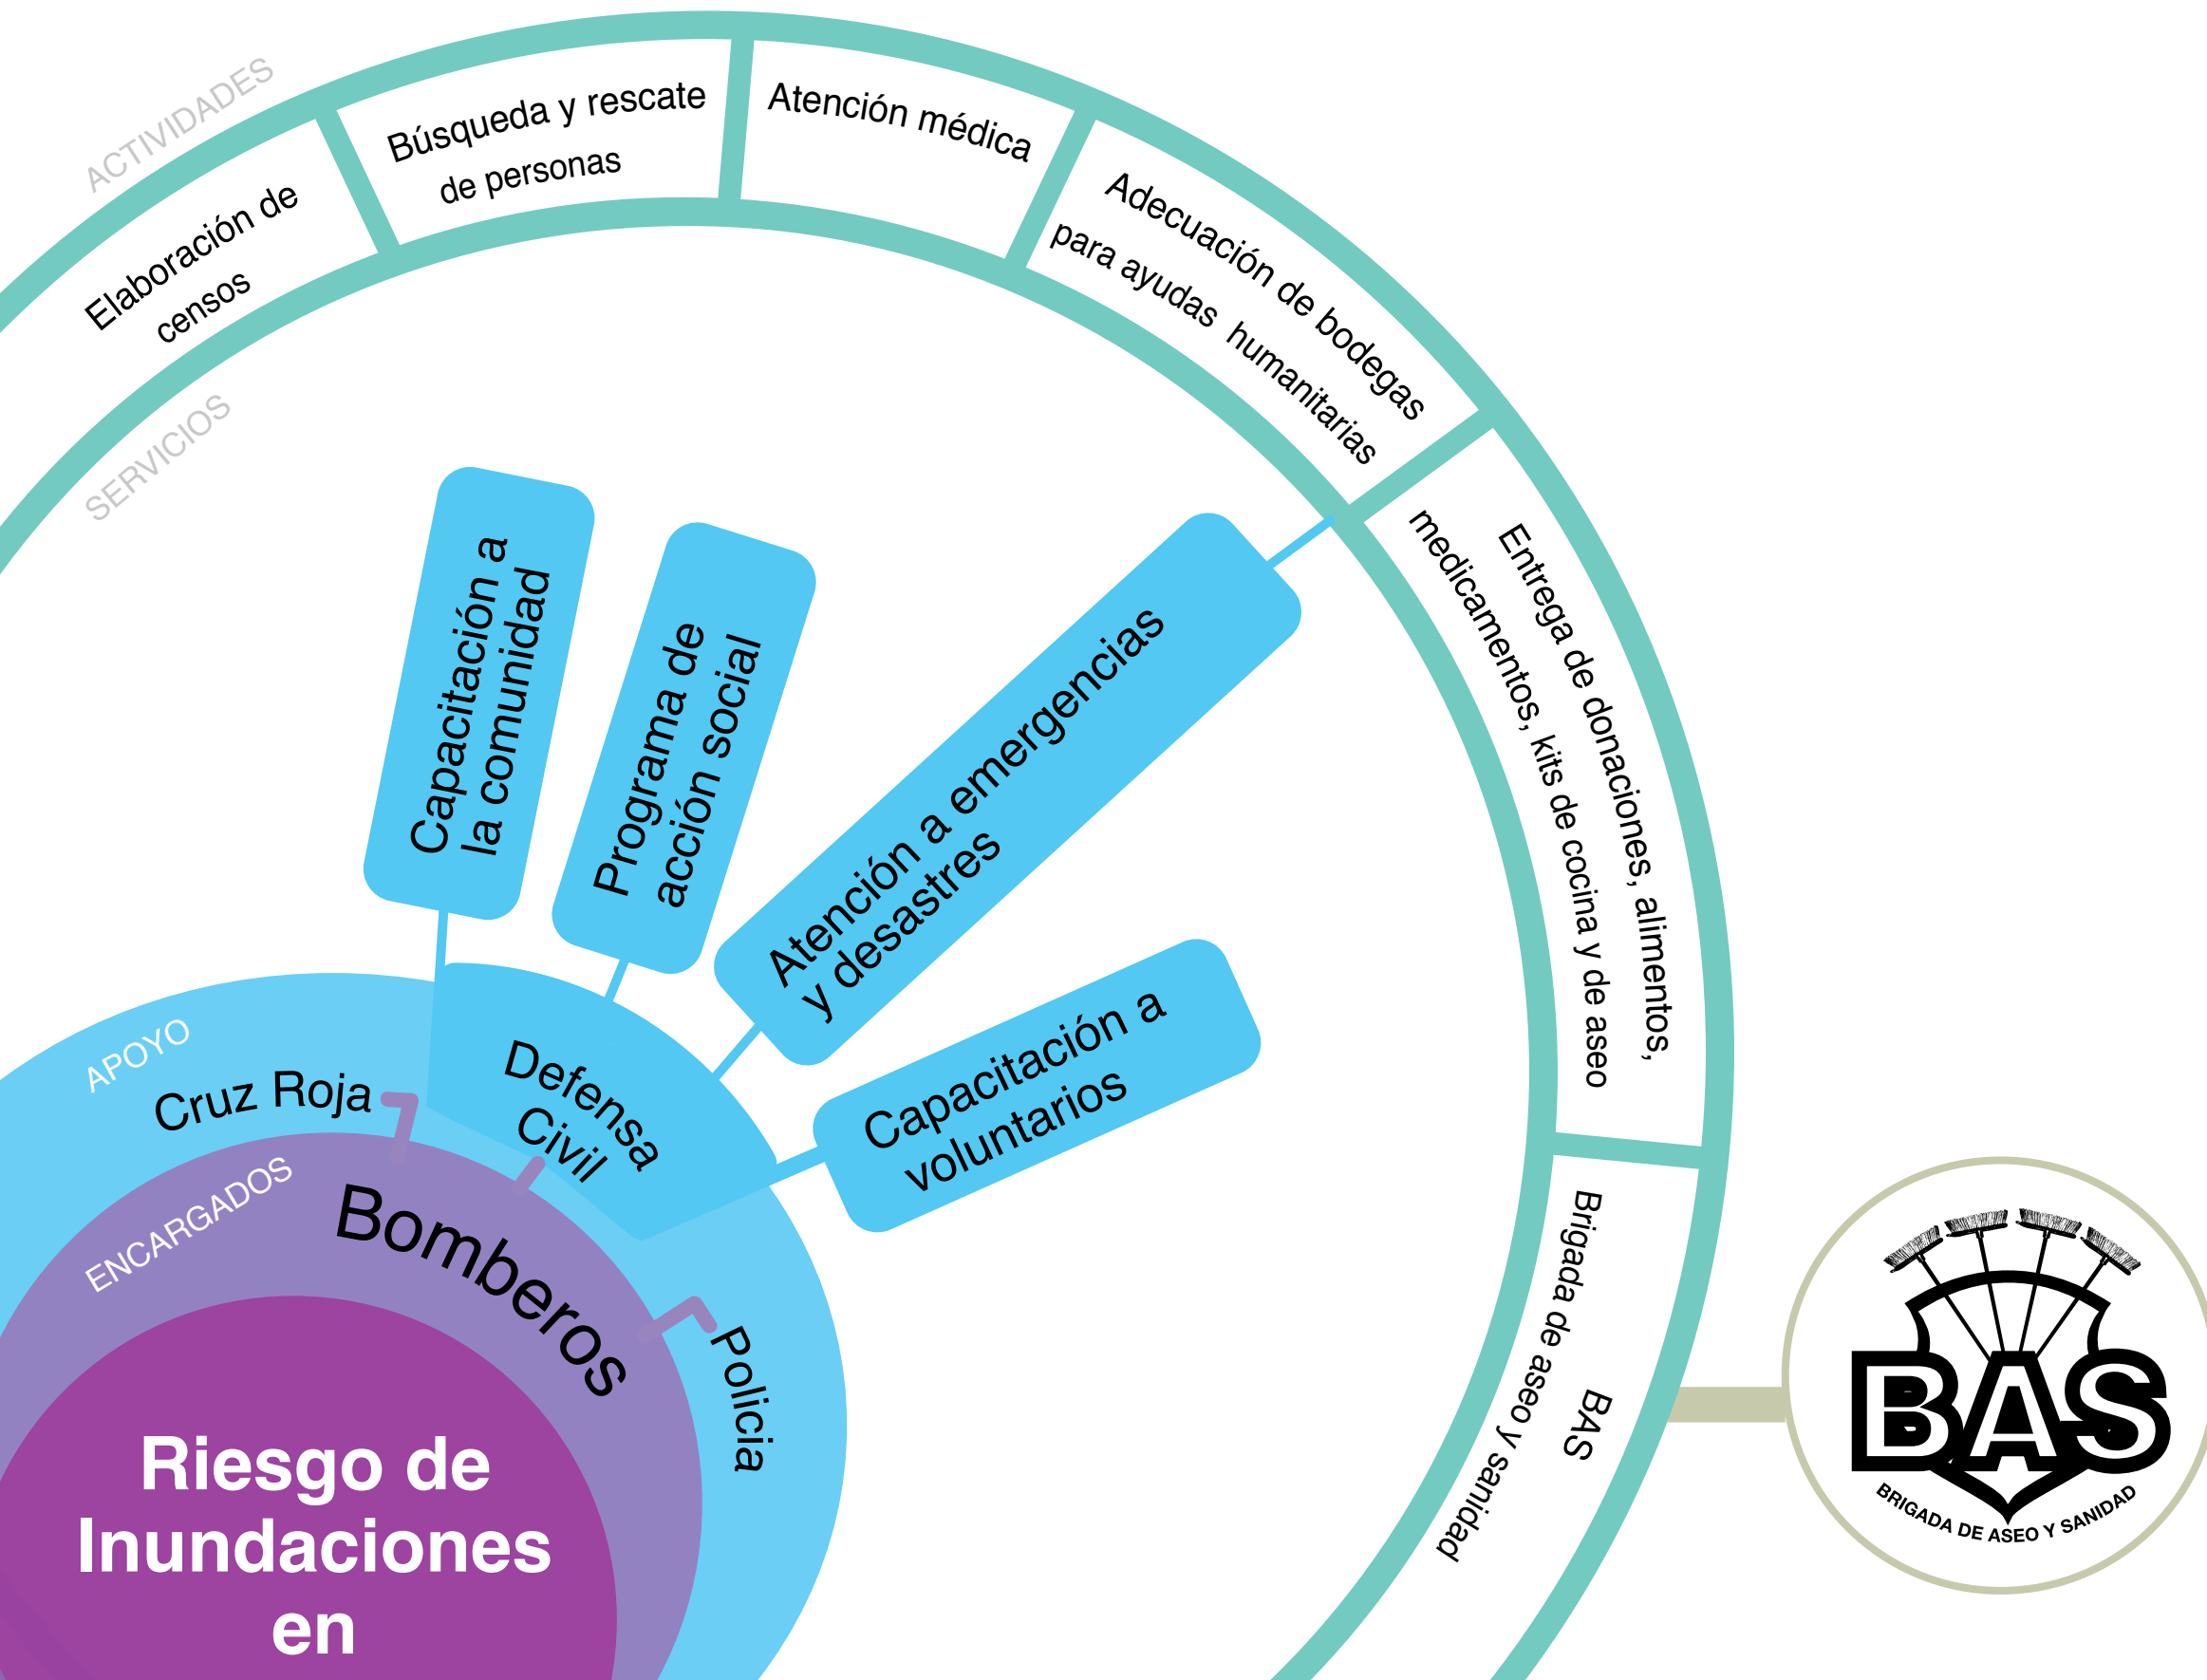 ACTIVIDADES
Elaboración de
censos
Búsqueda y rescate
de personas
Atención médica
Adecuación de bodegas
para ayudas humanitarias
Entrega de donaciones, alimentos,
medicamentos, kits de cocina y de aseo
BAS
Brigada de aseo y sanidad
SERVICIOS
Capacitación a
la comunidad
Programa de
acción social
Atención a emergencias
y desastres
Capacitación a
voluntarios
APOYO
Cruz Roja
Defensa
Civil
Policia
ENCARGADOS
Bomberos
Riesgo de
Inundaciones
en
BAS
BRIGADA DE ASEO Y SANIDAD